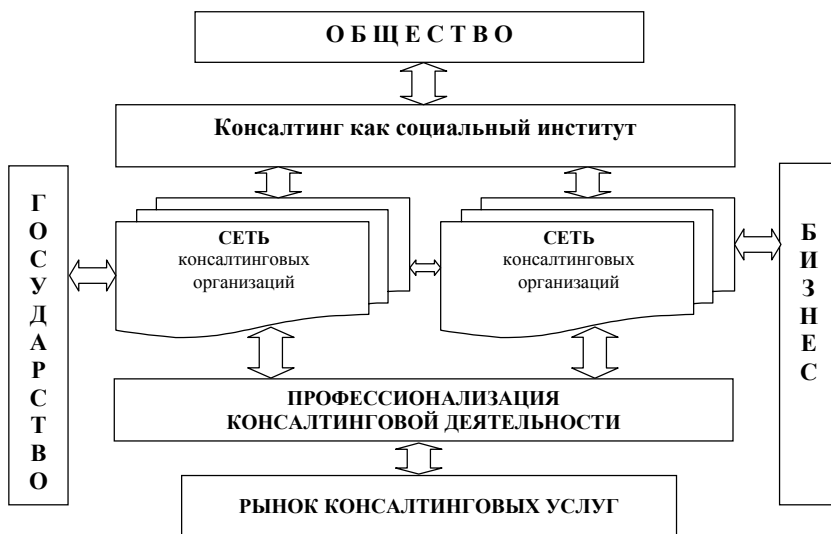 О Б Щ Е С Т В О
Консалтинг как социальный институт
Г
О
С
У
Д
А
Р
С
Т
В
О
СЕТЬ
консалтинговых
организаций
СЕТЬ
консалтинговых
организаций
Б
И
З
Н
Е
С
ПРОФЕССИОНАЛИЗАЦИЯ
КОНСАЛТИНГОВОЙ ДЕЯТЕЛЬНОСТИ
РЫНОК КОНСАЛТИНГОВЫХ УСЛУГ